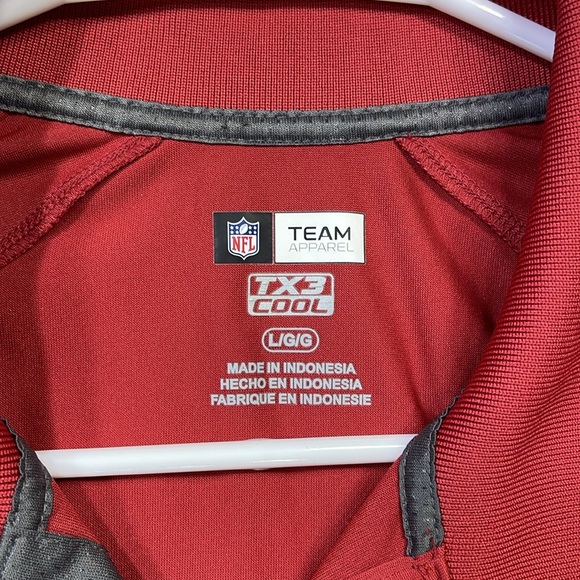 NFL
TEAM
APPAREL
TX3
COOL
L/G/G
MADE IN INDONESIA
HECHO EN INDONESIA
FABRIQUE EN INDONESIE